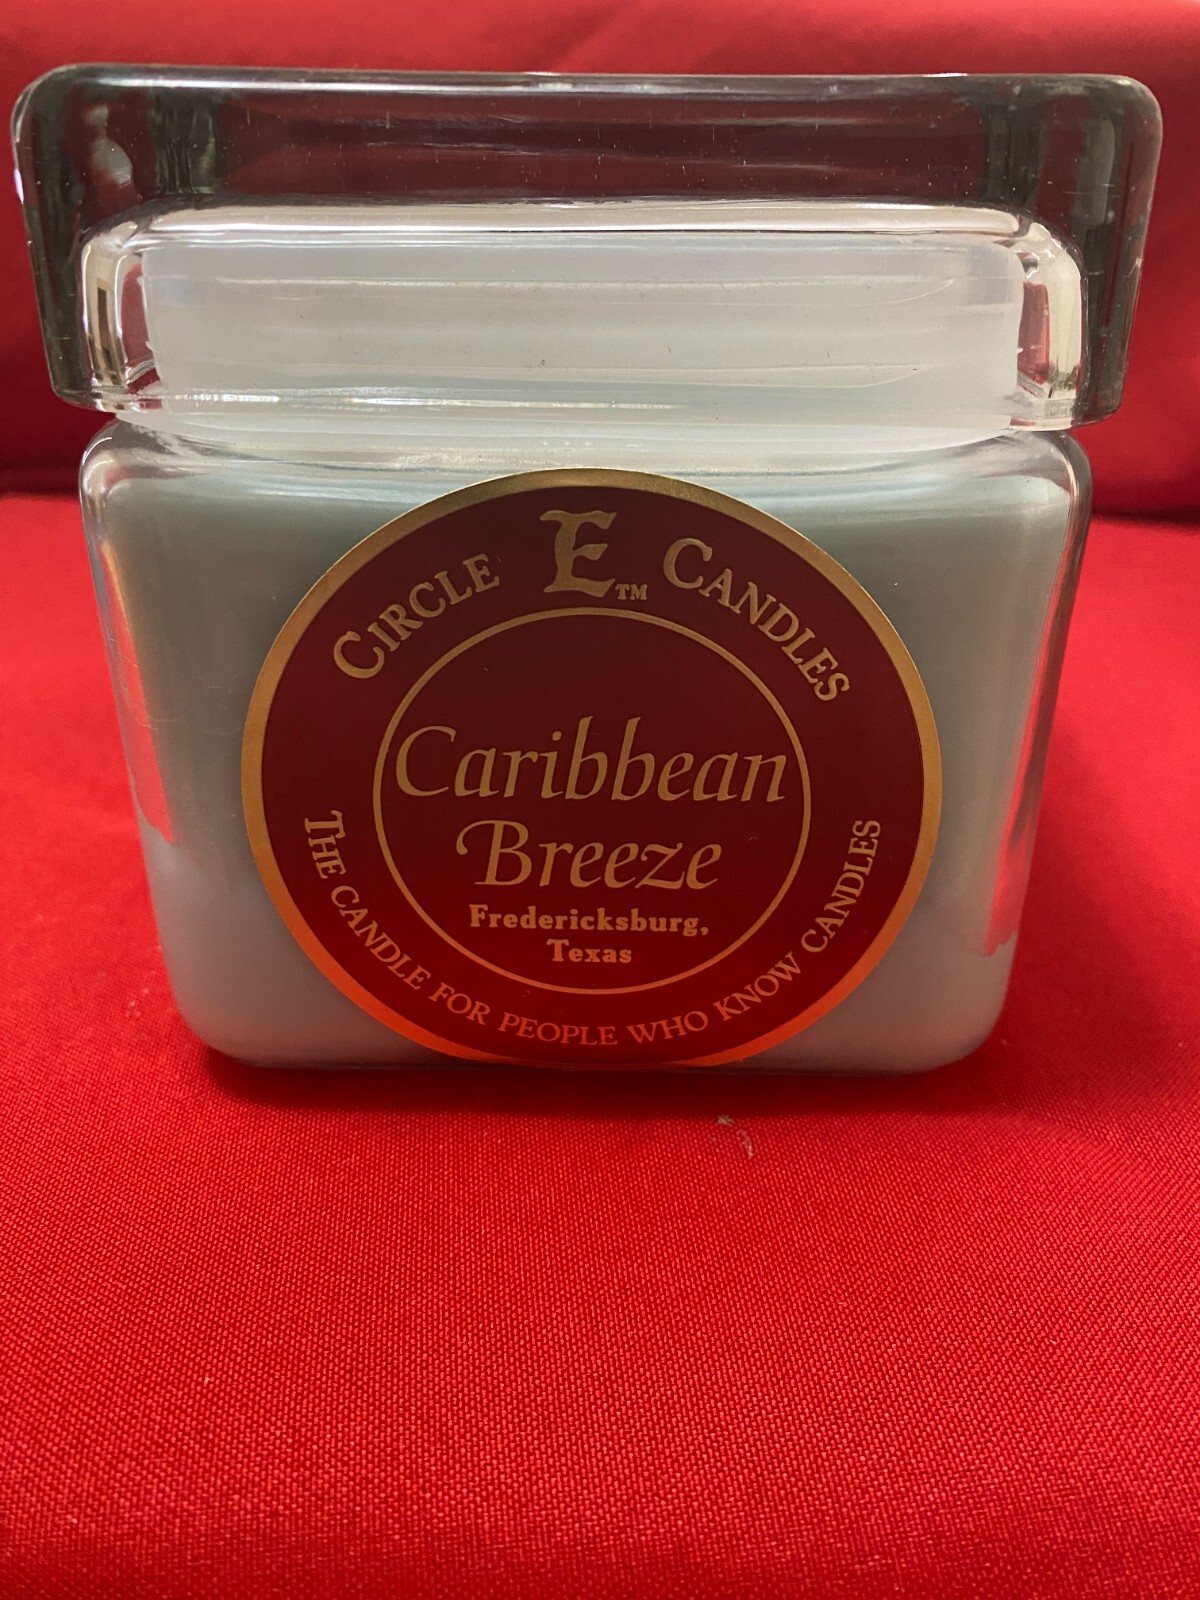 CIRCLE E™ CANDLES
Caribbean
Breeze
Fredericksburg,
Texas
THE CANDLE FOR PEOPLE WHO KNOW CANDLES